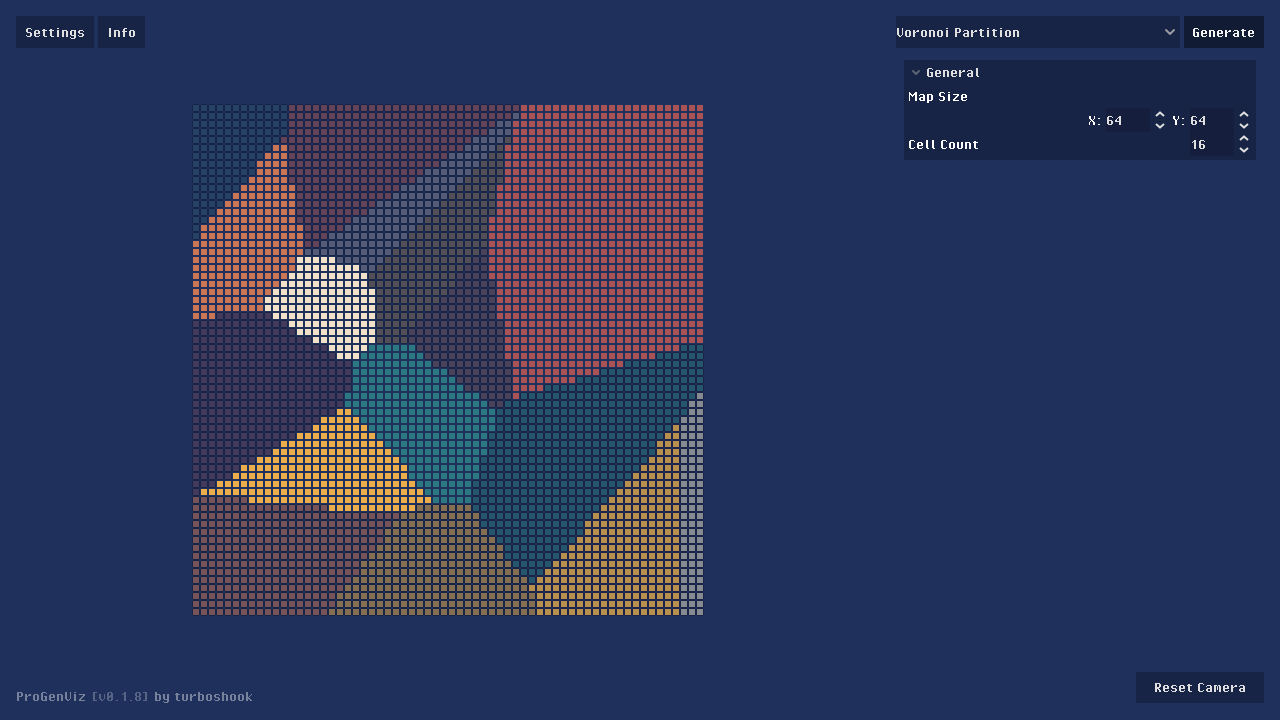 Settings Info
Voronoi Partition Generate
General
Map Size
X: 64 Y: 64
Cell Count 16
ProGenViz [v0.1.8] by turboshook
Reset Camera